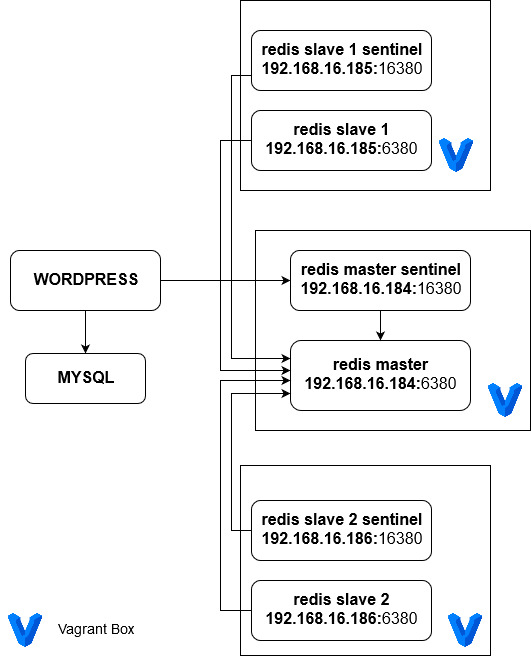 redis slave 1 sentinel
192.168.16.185:16380
redis slave 1
192.168.16.185:6380
WORDPRESS
redis master sentinel
192.168.16.184:16380
MYSQL
redis master
192.168.16.184:6380
redis slave 2 sentinel
192.168.16.186:16380
redis slave 2
192.168.16.186:6380
Vagrant Box